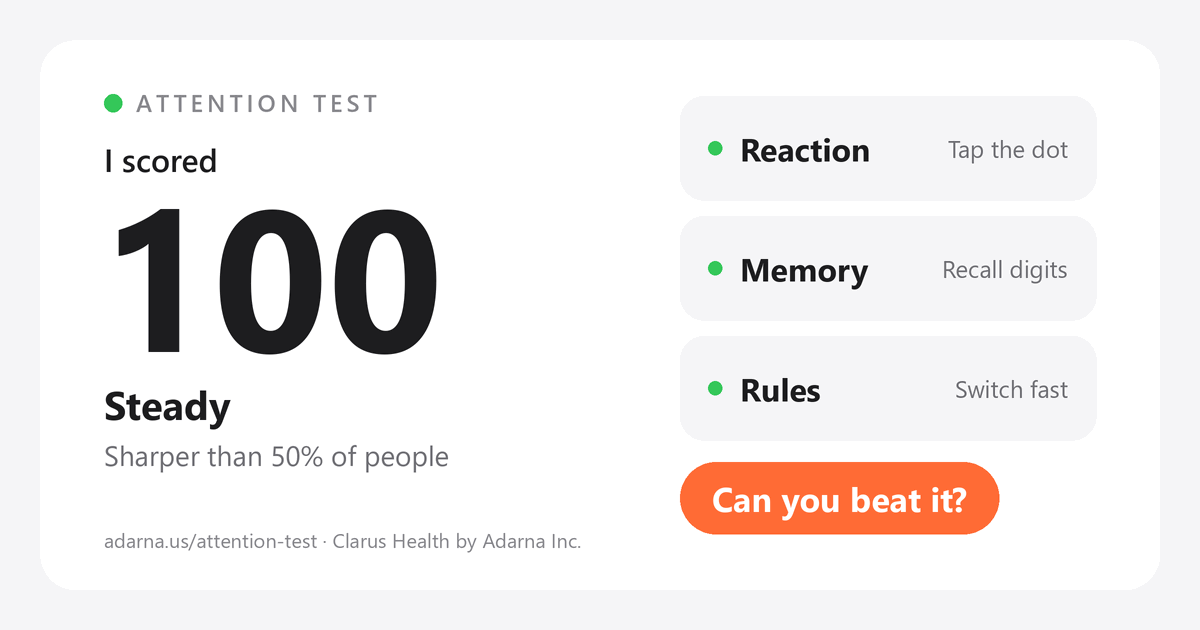 ATTENTION TEST
I scored
100
Steady
Sharper than 50% of people
adarna.us/attention-test · Clarus Health by Adarna Inc.
Reaction Tap the dot
Memory Recall digits
Rules Switch fast
Can you beat it?